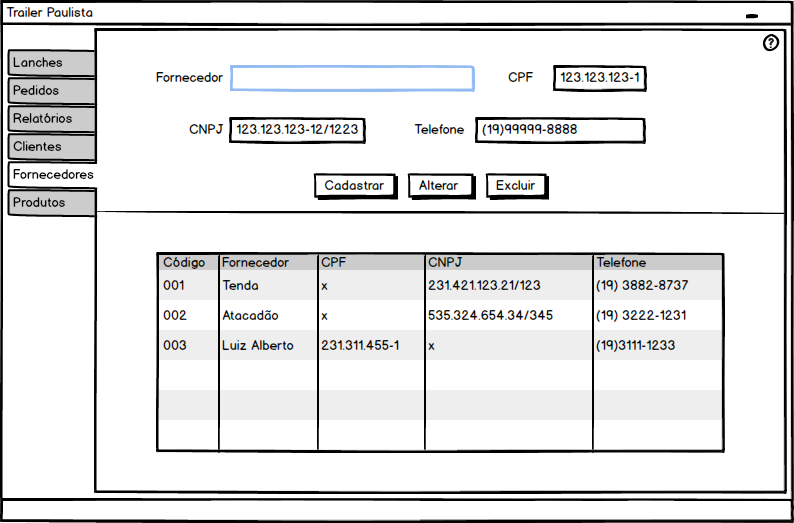 Trailer Paulista
?
Lanches
Pedidos
Relatórios
Clientes
Fornecedores
Produtos
Fornecedor
CPF 123.123.123-1
CNPJ 123.123.123-12/1223
Telefone (19)99999-8888
Cadastrar Alterar Excluir
Código Fornecedor CPF CNPJ Telefone
001 Tenda x 231.421.123.21/123 (19) 3882-8737
002 Atacadão x 535.324.654.34/345 (19) 3222-1231
003 Luiz Alberto 231.311.455-1 x (19)3111-1233